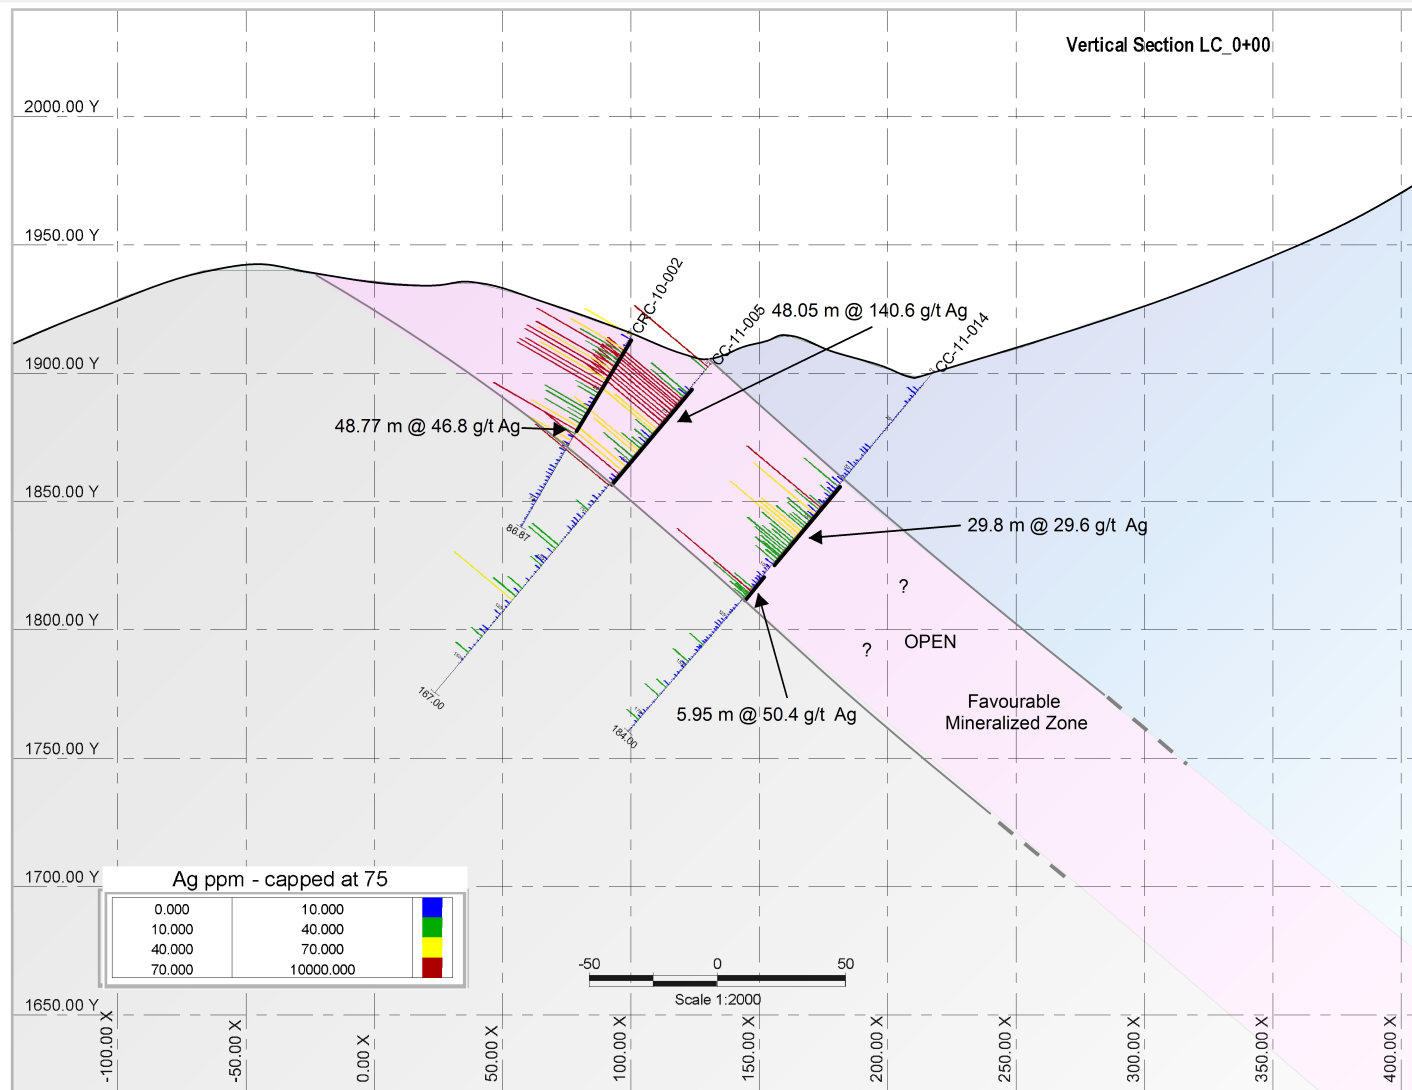 Vertical Section LC_0+00
2000.00 Y
1950.00 Y
1900.00 Y
1850.00 Y
1800.00 Y
1750.00 Y
1700.00 Y
1650.00 Y
CRC-10-002
CC-11-005
CC-11-014
48.05 m @ 140.6 g/t Ag
48.77 m @ 46.8 g/t Ag
29.8 m @ 29.6 g/t Ag
5.95 m @ 50.4 g/t Ag
86.87
167.00
184.00
?
?
OPEN
Favourable
Mineralized Zone
Ag ppm - capped at 75
0.000 10.000
10.000 40.000
40.000 70.000
70.000 10000.000
-50 0 50
Scale 1:2000
-100.00 X
-50.00 X
0.00 X
50.00 X
100.00 X
150.00 X
200.00 X
250.00 X
300.00 X
350.00 X
400.00 X